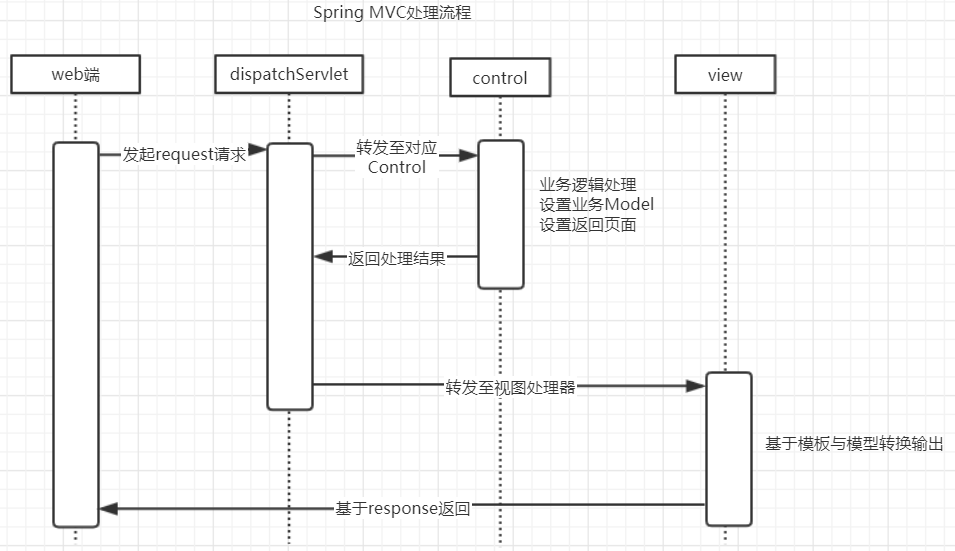 Spring MVC处理流程
web端
dispatchServlet
control
view
发起request请求
转发至对应
Control
业务逻辑处理
设置业务Model
设置返回页面
返回处理结果
转发至视图处理器
基于模板与模型转换输出
基于response返回